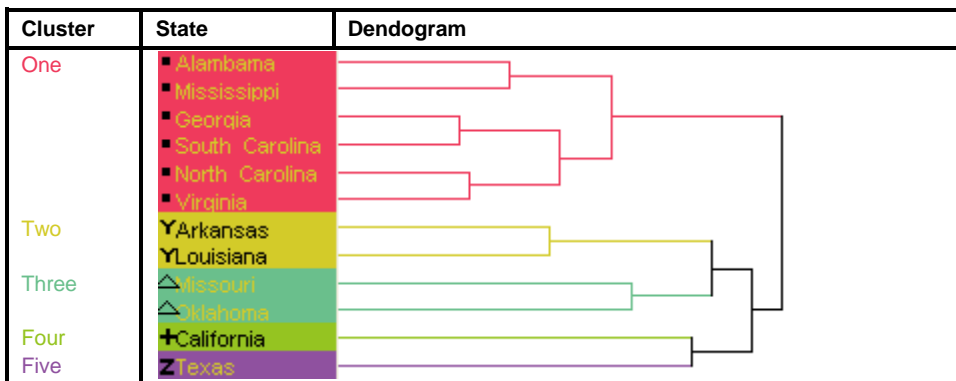 Cluster State Dendogram
One Alambama
Mississippi
Georgia
South Carolina
North Carolina
Virginia
Two Arkansas
Louisiana
Three Missouri
Oklahoma
Four California
Five Texas